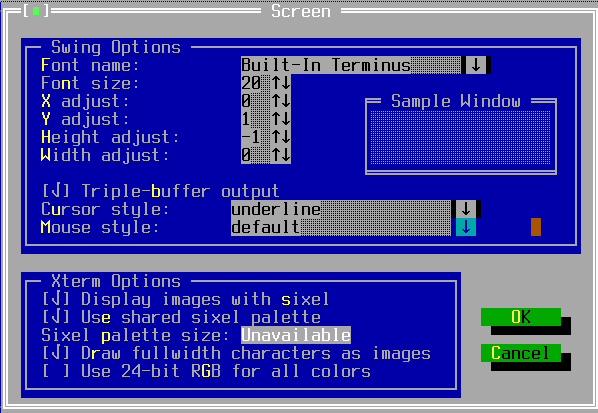 [■] Screen
Swing Options
Font name: Built-In Terminus ↓
Font size: 20 ↑↓
X adjust: 0 ↑↓
Sample Window
Y adjust: 1 ↑↓
Height adjust: -1 ↑↓
Width adjust: 0 ↑↓
[√] Triple-buffer output
Cursor style: underline ↓
Mouse style: default ↓
Xterm Options
[√] Display images with sixel
[√] Use shared sixel palette
Sixel palette size: Unavailable
[√] Draw fullwidth characters as images
[ ] Use 24-bit RGB for all colors
OK
Cancel